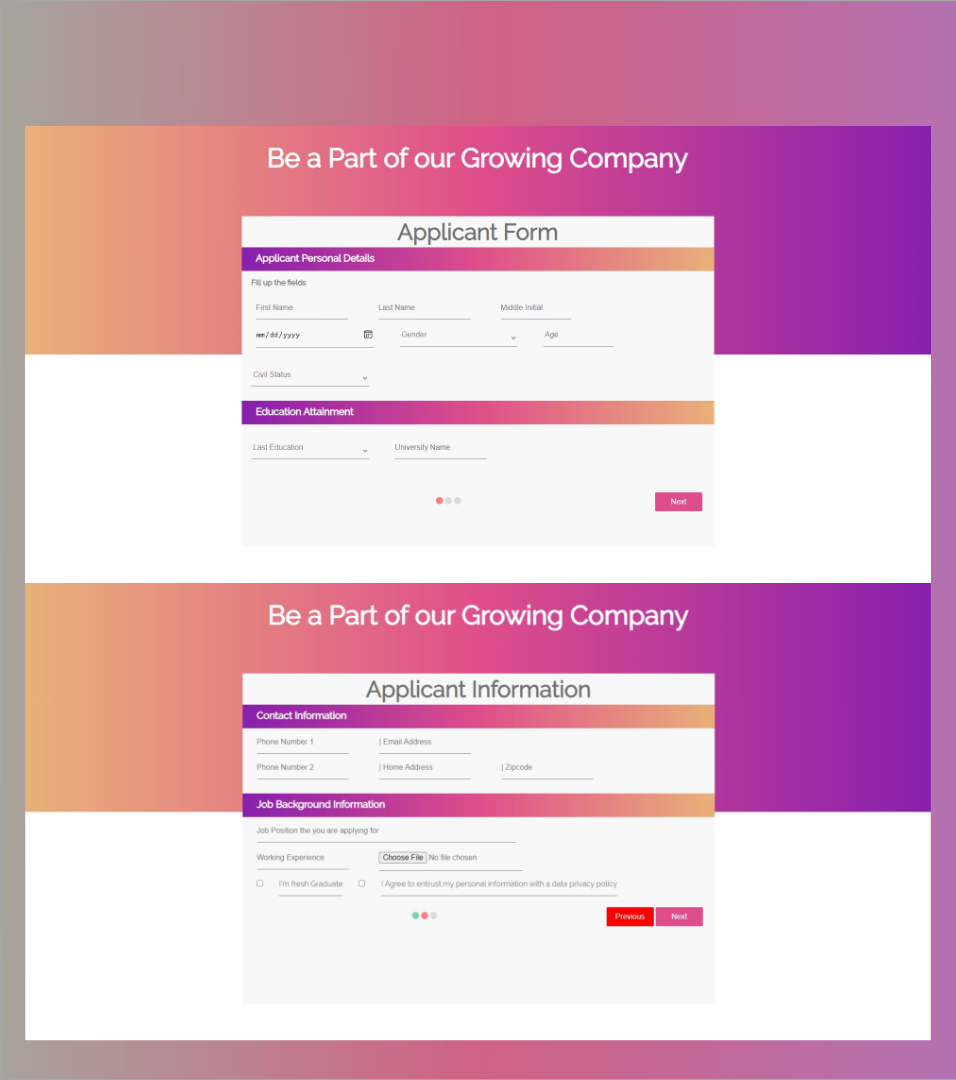 Be a Part of our Growing Company
Applicant Form
Applicant Personal Details
Fill up the fields
First Name Last Name Middle Initial
mm/dd/yyyy Gender Age
Civil Status
Education Attainment
Last Education University Name
Next
Be a Part of our Growing Company
Applicant Information
Contact Information
Phone Number 1 | Email Address
Phone Number 2 | Home Address | Zipcode
Job Background Information
Job Position the you are applying for
Working Experience Choose File No file chosen
I'm fresh Graduate I Agree to entrust my personal information with a data privacy policy
Previous Next